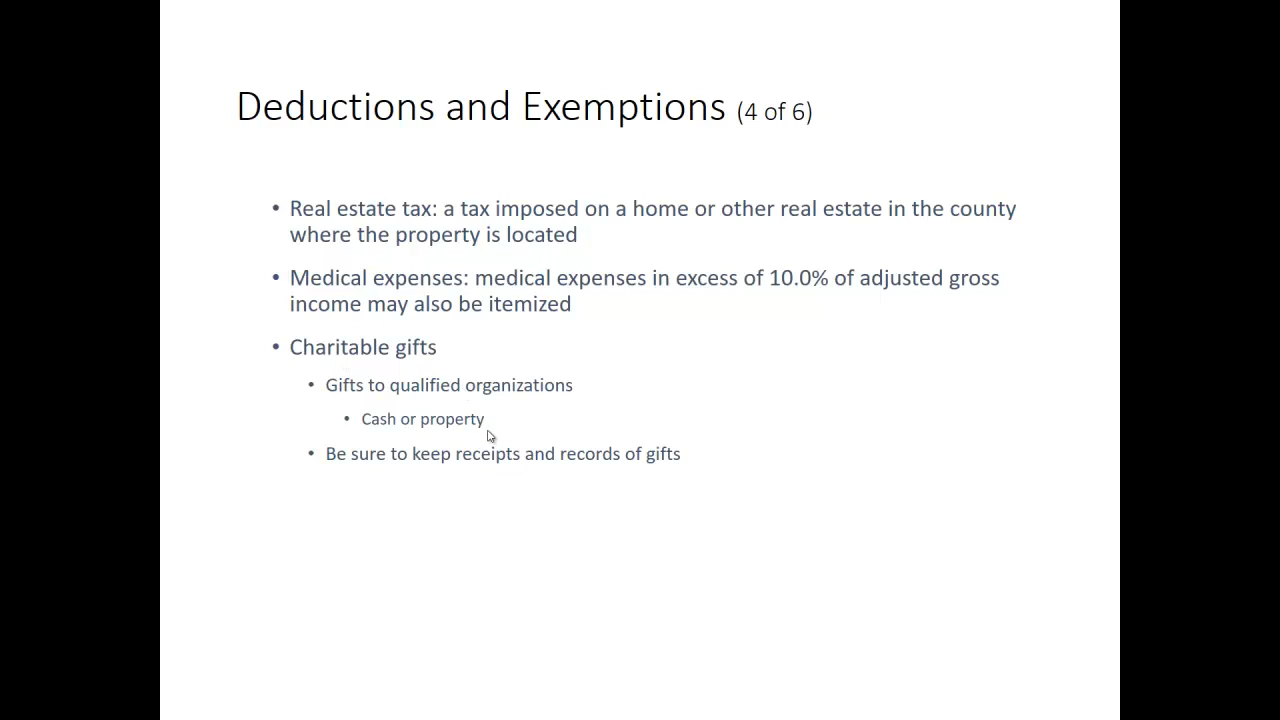 Deductions and Exemptions (4 of 6)
• Real estate tax: a tax imposed on a home or other real estate in the county
where the property is located
• Medical expenses: medical expenses in excess of 10.0% of adjusted gross
income may also be itemized
• Charitable gifts
• Gifts to qualified organizations
• Cash or property
• Be sure to keep receipts and records of gifts